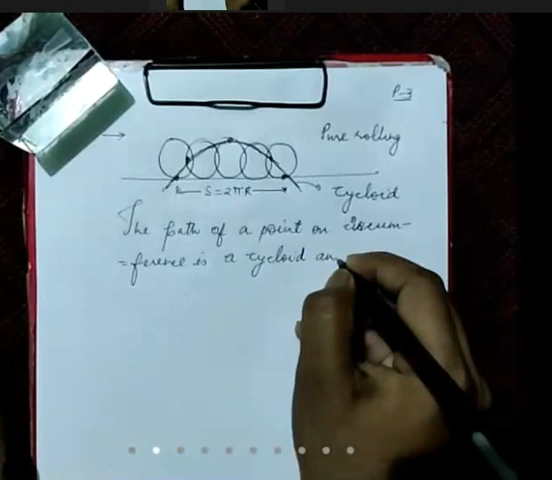 P-3
Pure rolling
S = 2πR
Cycloid
The path of a point on circum-
=ference is a cycloid an